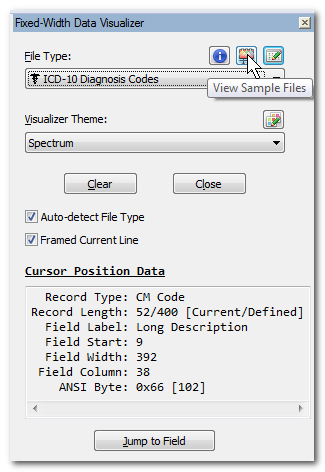 Fixed-Width Data Visualizer
File Type:
ICD-10 Diagnosis Codes
View Sample Files
Visualizer Theme:
Spectrum
Clear Close
Auto-detect File Type
Framed Current Line
Cursor Position Data
Record Type: CM Code
Record Length: 52/400 [Current/Defined]
Field Label: Long Description
Field Start: 9
Field Width: 392
Field Column: 38
ANSI Byte: 0x66 [102]
Jump to Field